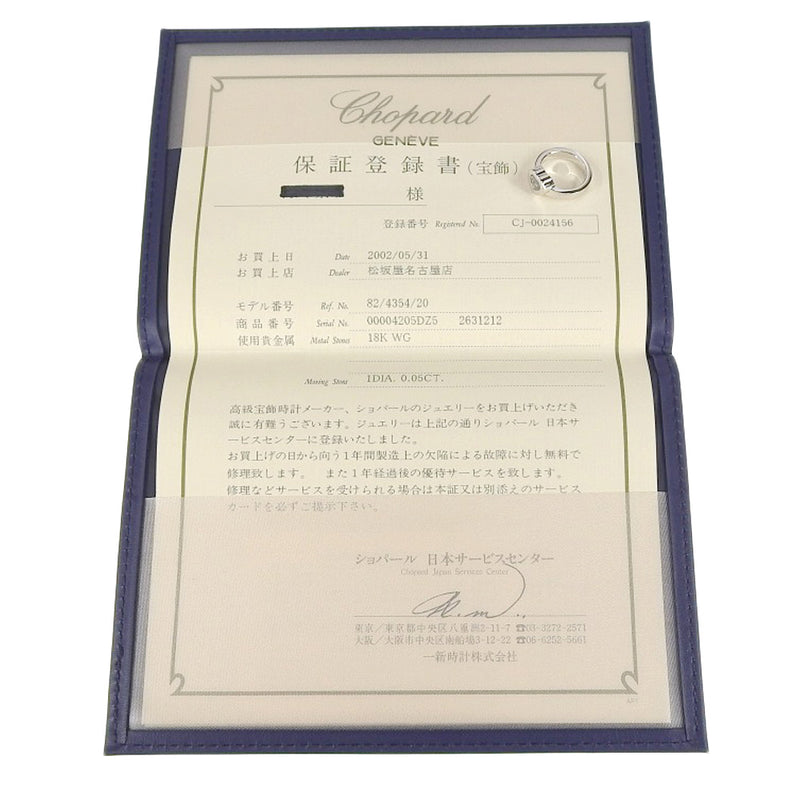 Chopard
GENÈVE
保証登録書(宝飾)
様
登録番号 Registered No. CJ-0024156
お買上日 Date 2002/05/31
お買上店 Dealer 松坂屋名古屋店
モデル番号 Ref. No. 82/4354/20
商品番号 Serial No. 00004205DZ5 2631212
使用貴金属 Metal Stones 18K WG
Moving Stone 1DIA. 0.05CT.
高級宝飾時計メーカー、ショパールのジュエリーをお買上げいただき
誠に有難うございます。ジュエリーは上記の通りショパール 日本サ
ービスセンターに登録いたしました。
お買上げの日から向う1年間製造上の欠陥による故障に対し無料で
修理致します。 また1年経過後の優待サービスを致します。
修理などサービスを受けられる場合は本証又は別添えのサービス
カードを必ずご提示下さい。
ショパール 日本サービスセンター
Chopard Japan Services Center
東京／東京都中央区八重洲2-11-7 ☎03-3272-2571
大阪／大阪市中央区南船場3-12-22 ☎06-6252-5661
一新時計株式会社